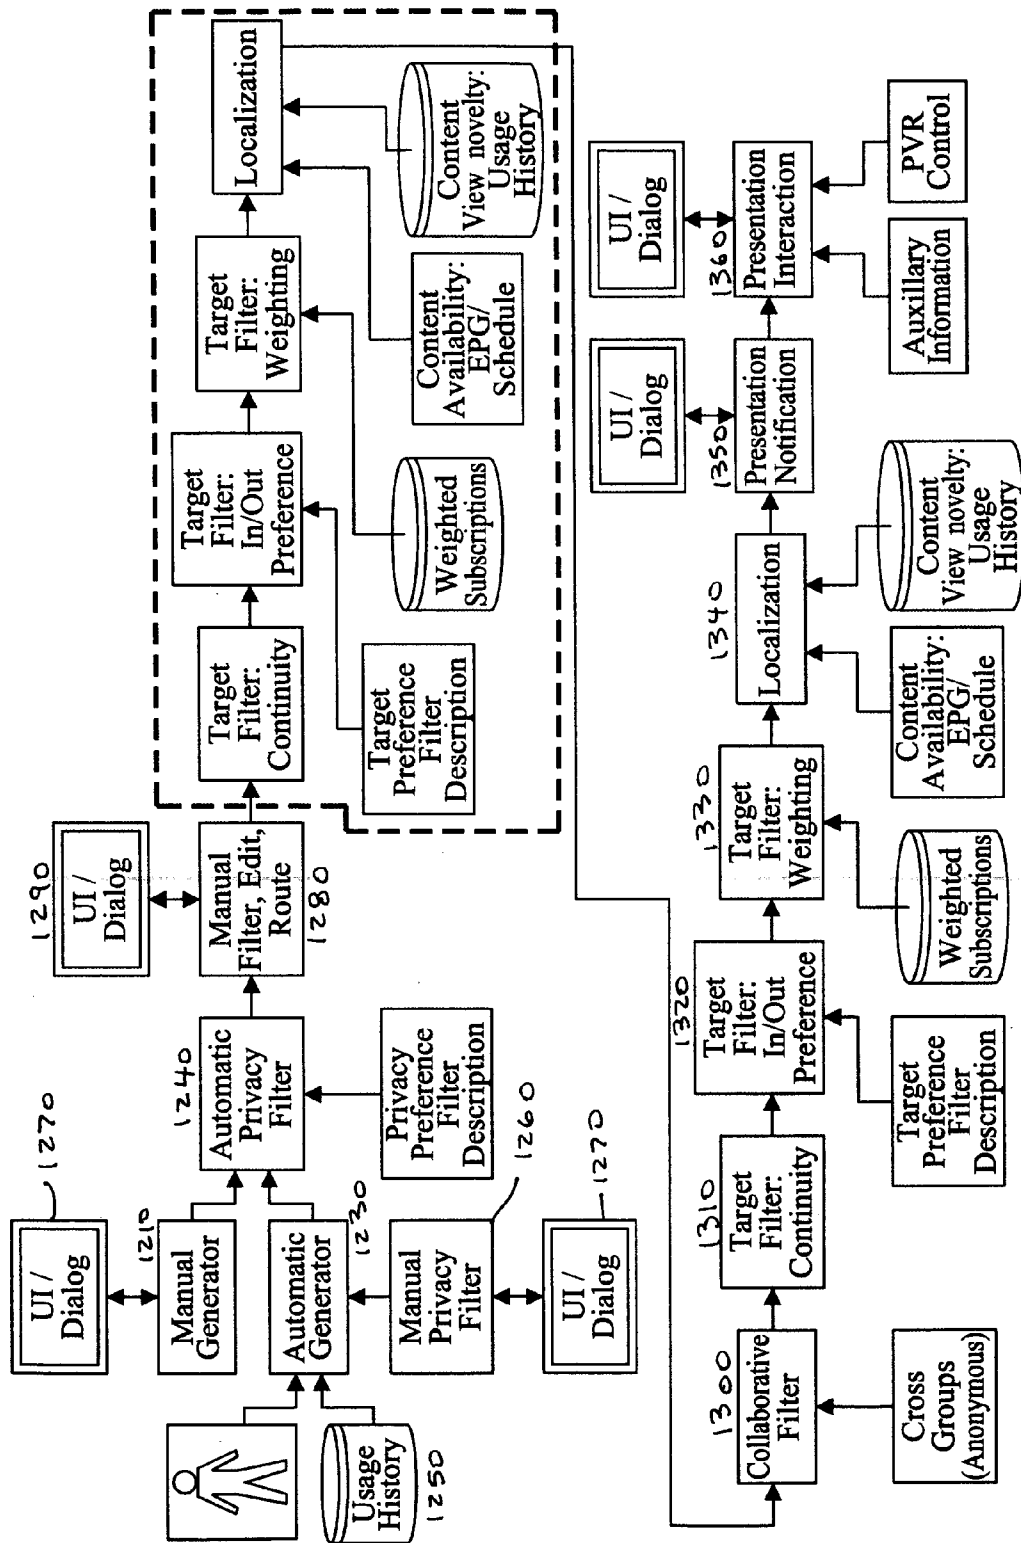 1270
UI /
Dialog
1210
Manual
Generator
Automatic
Generator
1230
Usage
History
1250
Manual
Privacy
Filter
1260
UI /
Dialog
1270
1240
Automatic
Privacy
Filter
Privacy
Preference
Filter
Description
1290
UI /
Dialog
Manual
Filter, Edit,
Route
1280
Target
Filter:
Continuity
Target
Filter:
In/Out
Preference
Target
Preference
Filter
Description
Target
Filter:
Weighting
Weighted
Subscriptions
Localization
Content
Availability:
EPG/
Schedule
Content
View novelty:
Usage
History
1300
Collaborative
Filter
Cross
Groups
(Anonymous)
1310
Target
Filter:
Continuity
1320
Target
Filter:
In/Out
Preference
Target
Preference
Filter
Description
1330
Target
Filter:
Weighting
Weighted
Subscriptions
1340
Localization
Content
Availability:
EPG/
Schedule
Content
View novelty:
Usage
History
UI /
Dialog
1350
Presentation
Notification
UI /
Dialog
1360
Presentation
Interaction
Auxillary
Information
PVR
Control